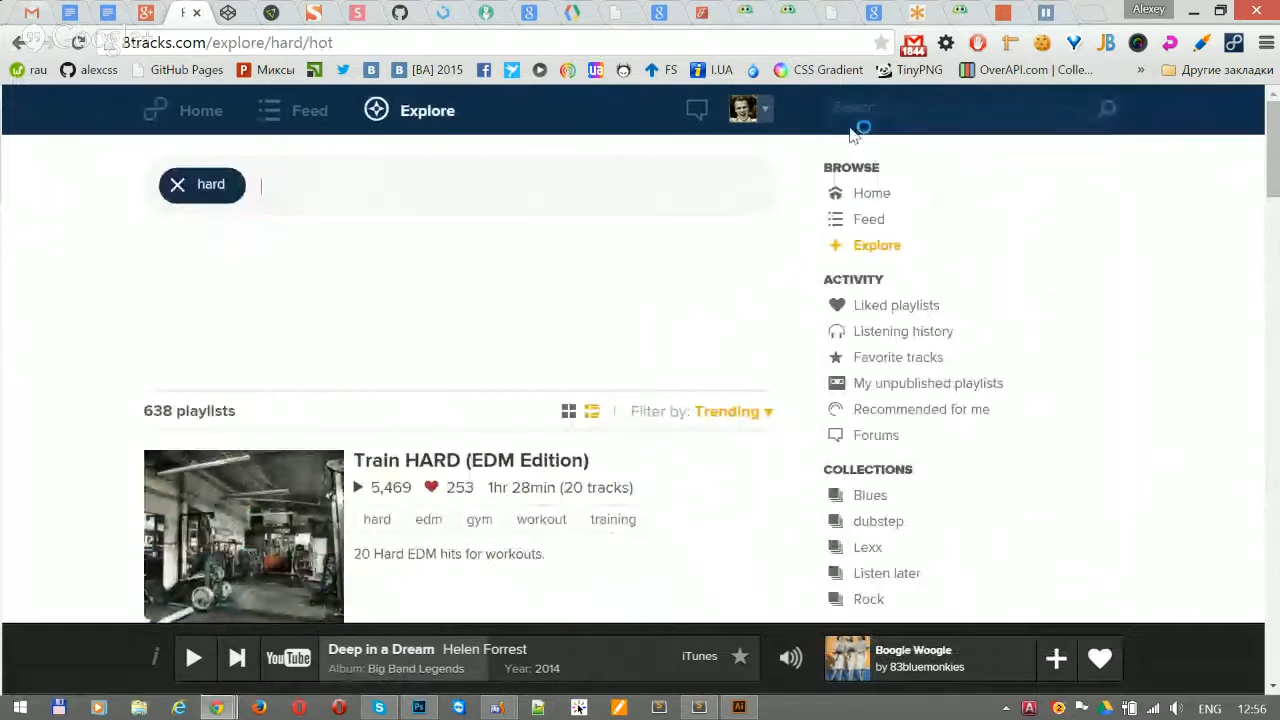 Alexey
8tracks.com/explore/hard/hot
1844
JB
rau
alexcss
GitHub Pages
Миксы
[BA] 2015
FS
LUA
CSS Gradient
TinyPNG
OverAPI.com | Colle...
»
Другие закладки
Home
Feed
Explore
Search
hard
BROWSE
Home
Feed
Explore
ACTIVITY
Liked playlists
Listening history
Favorite tracks
My unpublished playlists
Recommended for me
Forums
COLLECTIONS
Blues
dubstep
Lexx
Listen later
Rock
638 playlists
Filter by: Trending
Train HARD (EDM Edition)
5,469 253 1hr 28min (20 tracks)
hard edm gym workout training
20 Hard EDM hits for workouts.
i
YouTube
Deep in a Dream Helen Forrest
Album: Big Band Legends Year: 2014
iTunes
Boogie Woogie
by 83bluemonkies
ENG 12:56